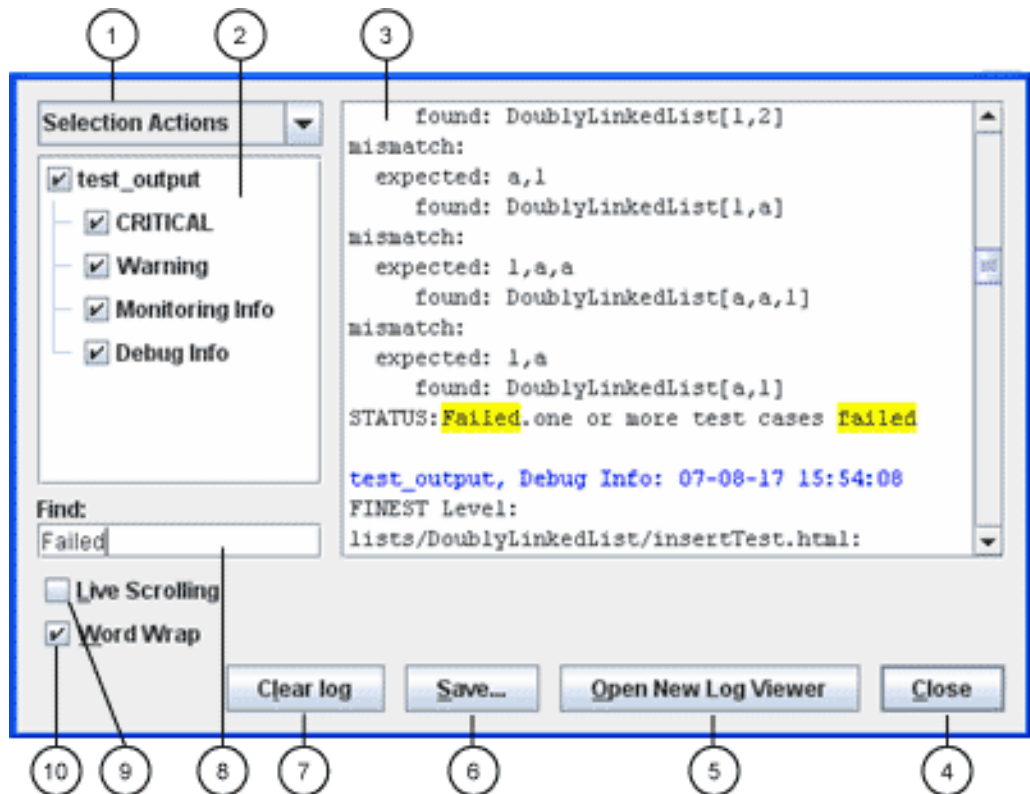 1
2
3
Selection Actions
test_output
CRITICAL
Warning
Monitoring Info
Debug Info
Find:
Failed
Live Scrolling
Word Wrap
found: DoublyLinkedList[1,2]
mismatch:
expected: a,1
found: DoublyLinkedList[1,a]
mismatch:
expected: 1,a,a
found: DoublyLinkedList[a,a,1]
mismatch:
expected: 1,a
found: DoublyLinkedList[a,1]
STATUS:Failed.one or more test cases failed
test_output, Debug Info: 07-08-17 15:54:08
FINEST Level:
lists/DoublyLinkedList/insertTest.html:
Clear log
Save...
Open New Log Viewer
Close
10
9
8
7
6
5
4